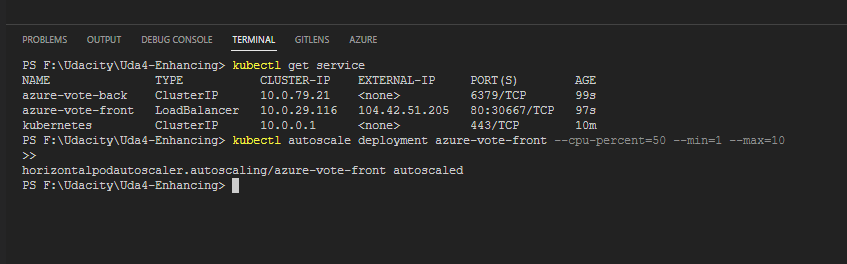 PROBLEMS OUTPUT DEBUG CONSOLE TERMINAL GITLENS AZURE
PS F:\Udacity\Uda4-Enhancing> kubectl get service
NAME TYPE CLUSTER-IP EXTERNAL-IP PORT(S) AGE
azure-vote-back ClusterIP 10.0.79.21 <none> 6379/TCP 99s
azure-vote-front LoadBalancer 10.0.29.116 104.42.51.205 80:30667/TCP 97s
kubernetes ClusterIP 10.0.0.1 <none> 443/TCP 10m
PS F:\Udacity\Uda4-Enhancing> kubectl autoscale deployment azure-vote-front --cpu-percent=50 --min=1 --max=10
>>
horizontalpodautoscaler.autoscaling/azure-vote-front autoscaled
PS F:\Udacity\Uda4-Enhancing>